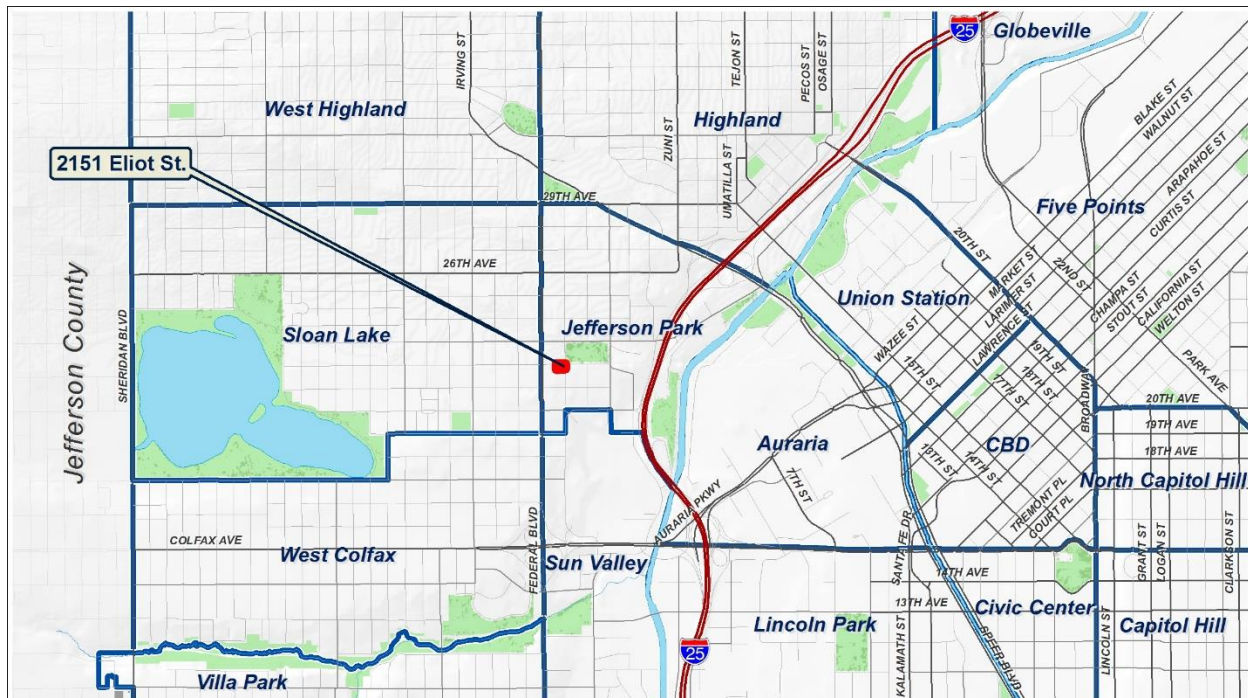 25
Globeville
IRVING ST
TEJON ST
PECOS ST
OSAGE ST
BLAKE ST
WALNUT ST
West Highland
Highland
ZUNI ST
ARAPAHOE ST
CURTIS ST
2151 Eliot St.
UMATILLA ST
29TH AVE
Five Points
20TH ST
26TH AVE
MARKET ST
LARIMER ST
LAWRENCE ST
22ND ST
CHAMPA ST
STOUT ST
CALIFORNIA ST
WELTON ST
Jefferson County
SHERIDAN BLVD
Sloan Lake
Jefferson Park
Union Station
WAZEE ST
15TH ST
17TH ST
18TH ST
19TH ST
PARK AVE
BROADWAY
20TH AVE
19TH AVE
18TH AVE
Auraria
CBD
13TH ST
14TH ST
7TH ST
North Capitol Hill
TREMONT PL
COURT PL
AURARIA PKWY
COLFAX AVE
West Colfax
FEDERAL BLVD
Sun Valley
SANTA FE DR
14TH AVE
GRANT ST
LOGAN ST
CLARKSON ST
13TH AVE
Civic Center
Lincoln Park
KALAMATH ST
SPEER BLVD
LINCOLN ST
Capitol Hill
25
Villa Park